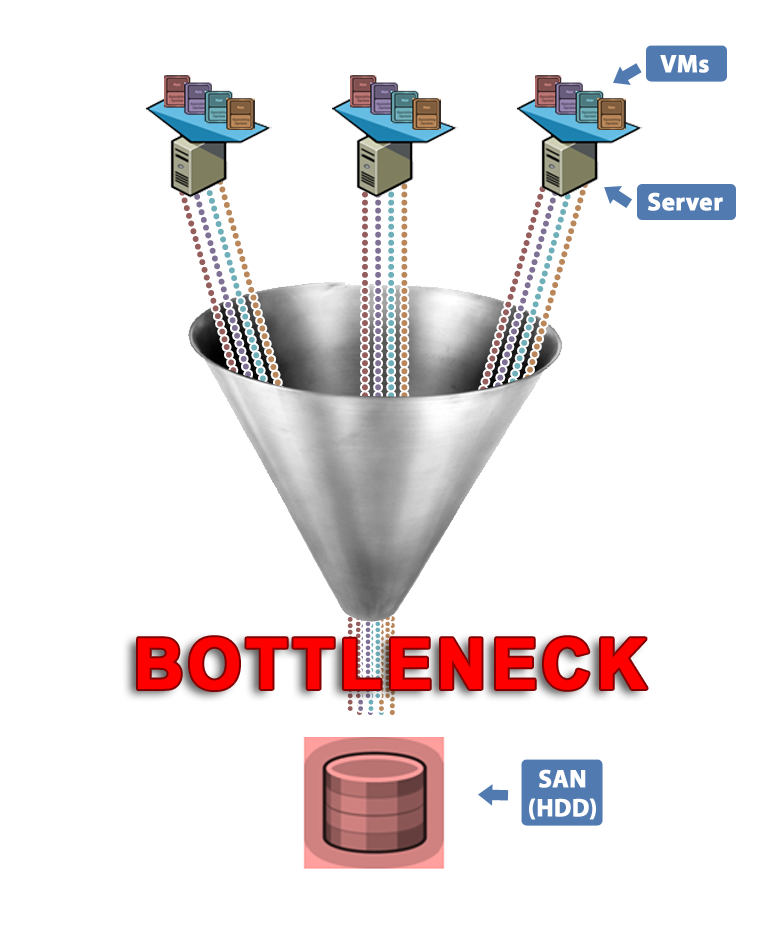 VMs
Server
BOTTLENECK
SAN
(HDD)